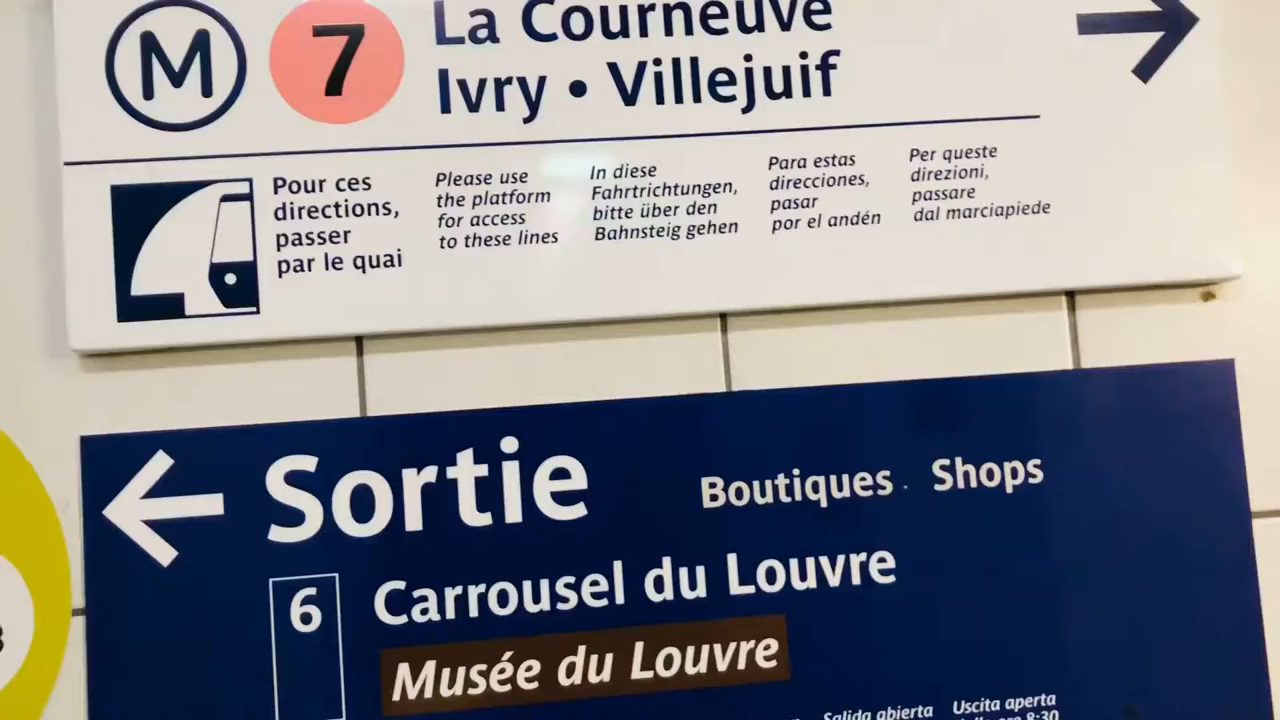 M 7 La Courneuve
Ivry • Villejuif
Pour ces
directions,
passer
par le quai
Please use
the platform
for access
to these lines
In diese
Fahrtrichtungen,
bitte über den
Bahnsteig gehen
Para estas
direcciones,
pasar
por el andén
Per queste
direzioni,
passare
dal marciapiede
Sortie
Boutiques . Shops
6
Carrousel du Louvre
Musée du Louvre
Salida abierta
Uscita aperta
8:30